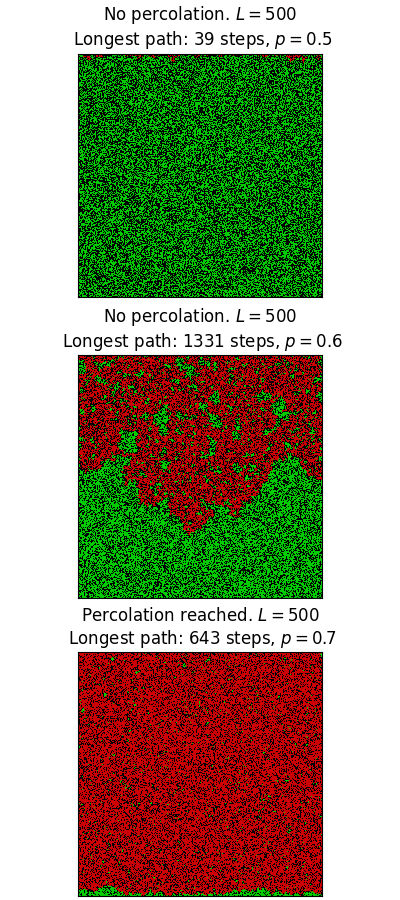 No percolation. L = 500
Longest path: 39 steps, p = 0.5
No percolation. L = 500
Longest path: 1331 steps, p = 0.6
Percolation reached. L = 500
Longest path: 643 steps, p = 0.7